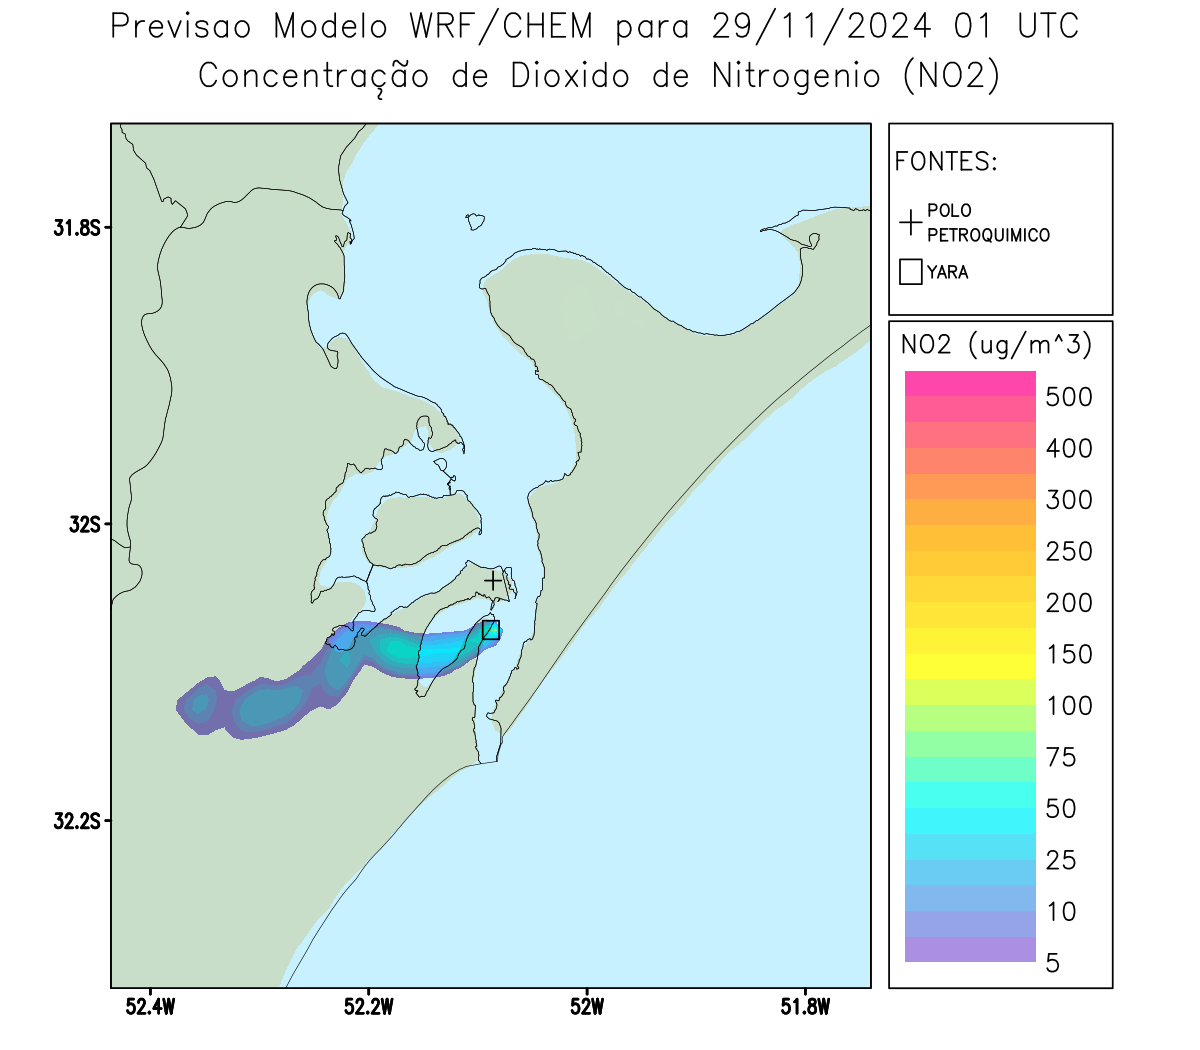 Previsao Modelo WRF/CHEM para 29/11/2024 01 UTC
Concentração de Dioxido de Nitrogenio (NO2)
FONTES:
POLO
PETROQUIMICO
YARA
NO2 (ug/m^3)
500
400
300
250
200
150
100
75
50
25
10
5
31.8S
32S
32.2S
52.4W
52.2W
52W
51.8W